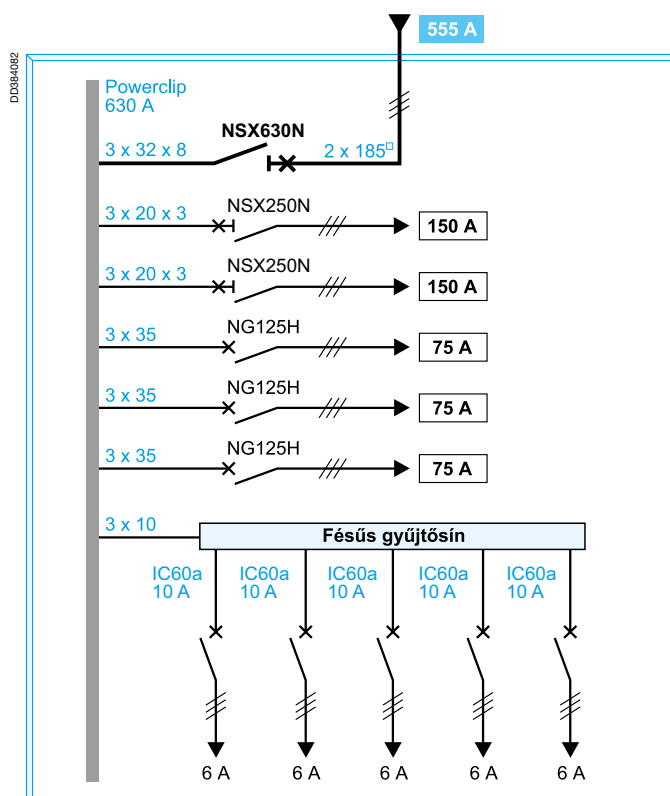 DD384082
555 A
Powerclip
630 A
NSX630N
3 x 32 x 8
2 x 185□
3 x 20 x 3
NSX250N
150 A
3 x 20 x 3
NSX250N
150 A
3 x 35
NG125H
75 A
3 x 35
NG125H
75 A
3 x 35
NG125H
75 A
3 x 10
Fésűs gyűjtősín
IC60a
10 A
IC60a
10 A
IC60a
10 A
IC60a
10 A
IC60a
10 A
6 A
6 A
6 A
6 A
6 A